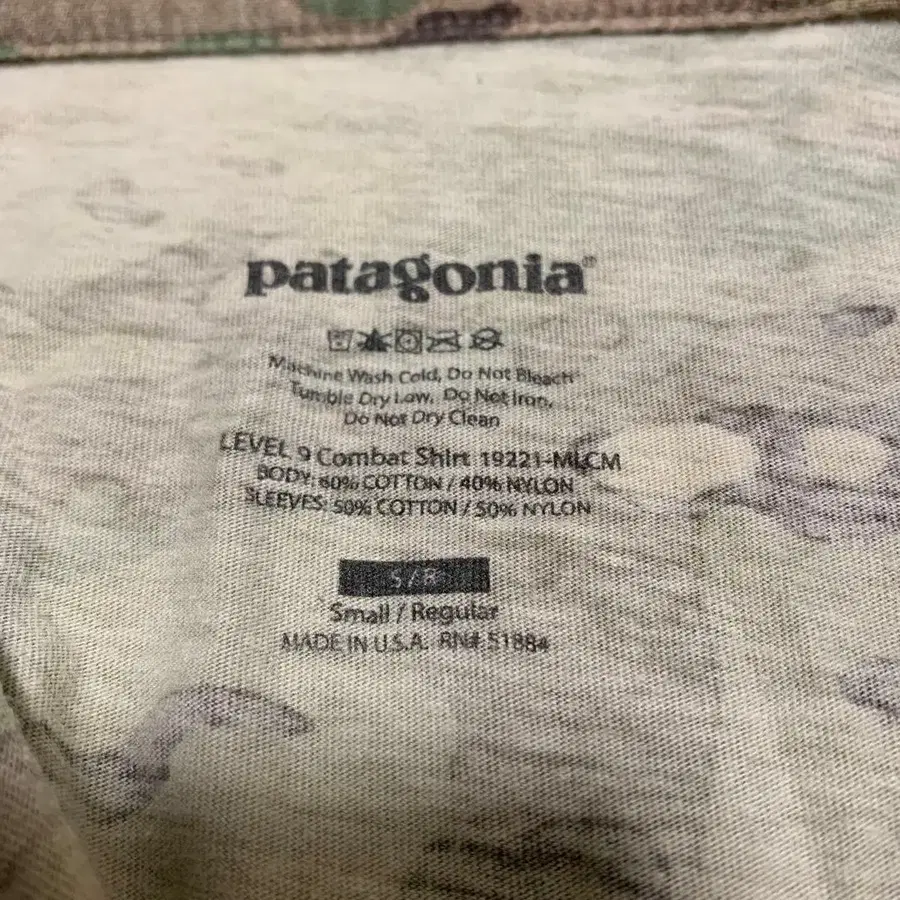 patagonia®
Machine Wash Cold, Do Not Bleach
Tumble Dry Low, Do Not Iron,
Do Not Dry Clean
LEVEL 9 Combat Shirt 19221-MLCM
BODY: 60% COTTON / 40% NYLON
SLEEVES: 50% COTTON / 50% NYLON
S/R
Small / Regular
MADE IN U.S.A. RN# 51884